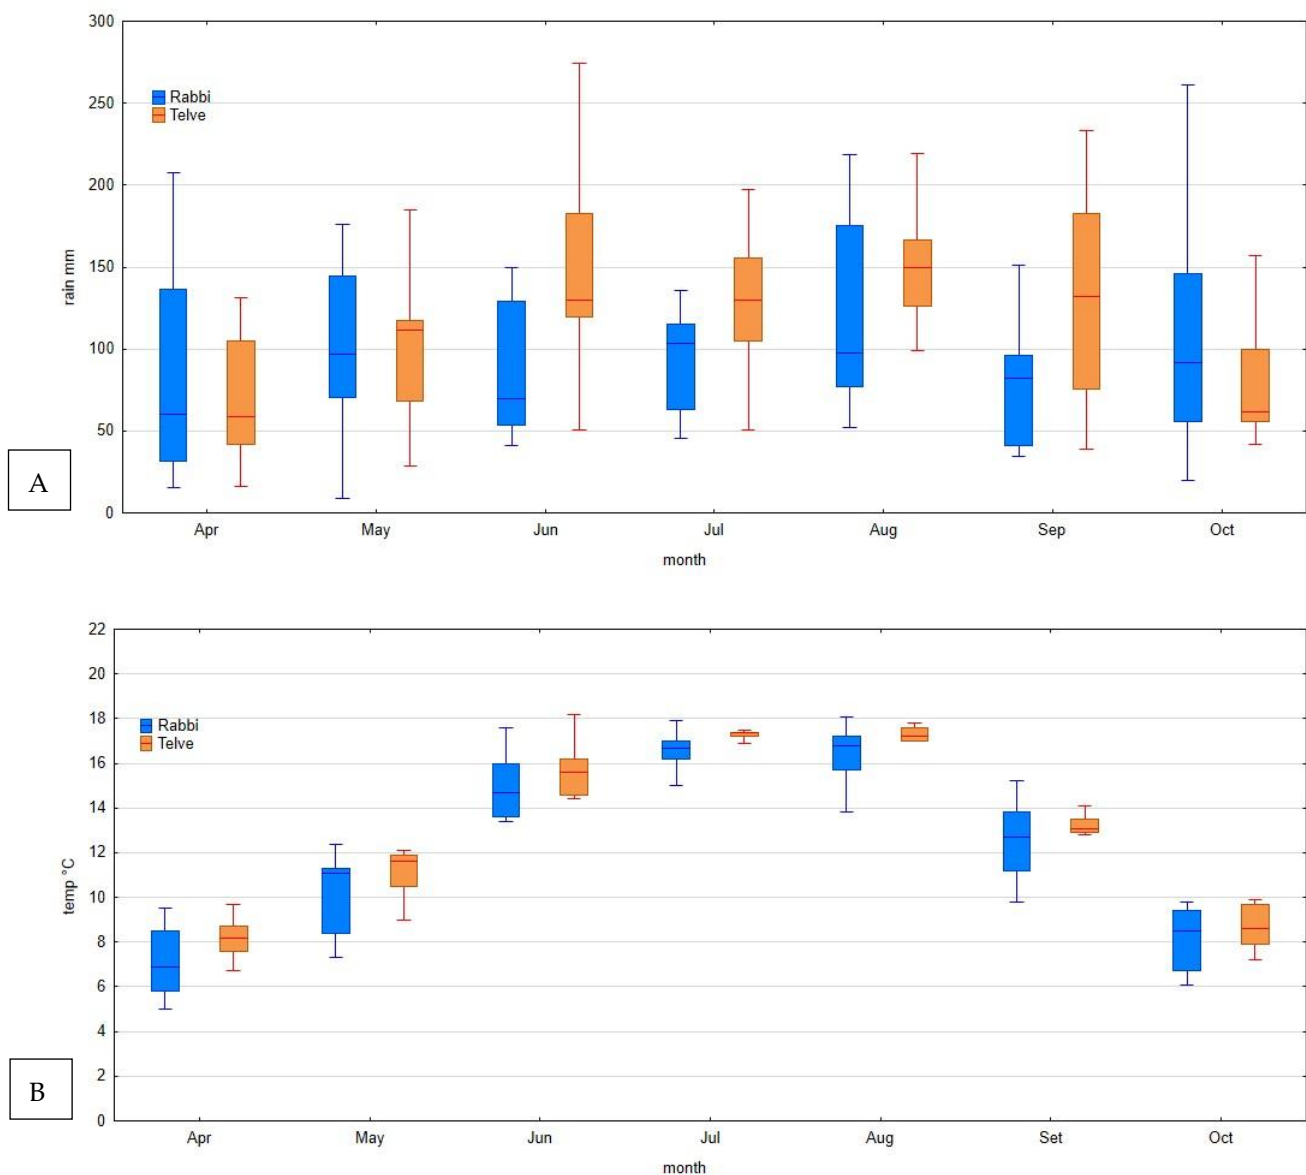 300
250
200
150
100
50
0
rain mm
Rabbi
Telve
A
Apr May Jun Jul Aug Sep Oct
month
22
20
18
16
14
12
10
8
6
4
2
0
temp °C
Rabbi
Telve
B
Apr May Jun Jul Aug Set Oct
month